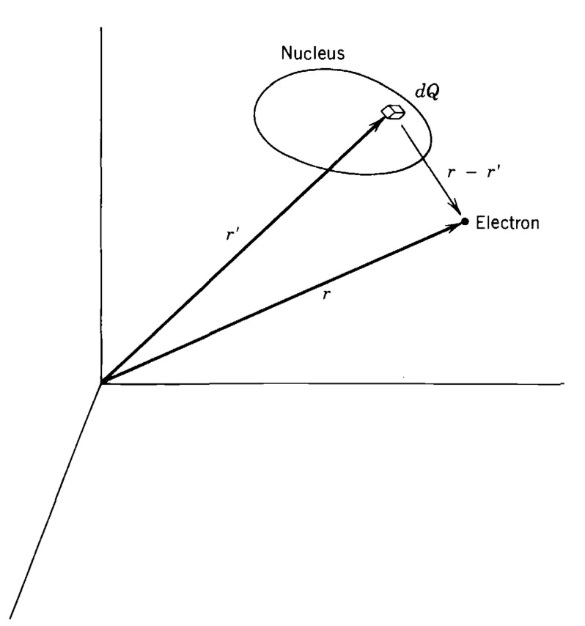 Nucleus
dQ
r − r'
Electron
r'
r